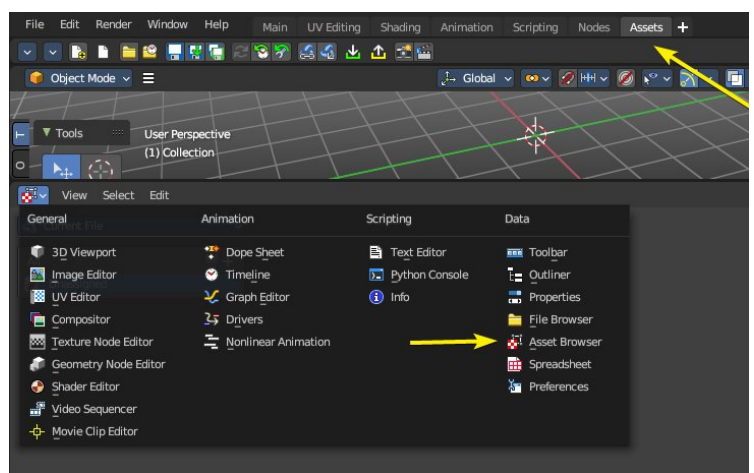 File Edit Render Window Help Main UV Editing Shading Animation Scripting Nodes Assets +
Object Mode Global
Tools User Perspective
(1) Collection
View Select Edit
General Animation Scripting Data
3D Viewport Dope Sheet Text Editor Toolbar
Image Editor Timeline Python Console Outliner
UV Editor Graph Editor Info Properties
Compositor Drivers File Browser
Texture Node Editor Nonlinear Animation Asset Browser
Geometry Node Editor Spreadsheet
Shader Editor Preferences
Video Sequencer
Movie Clip Editor